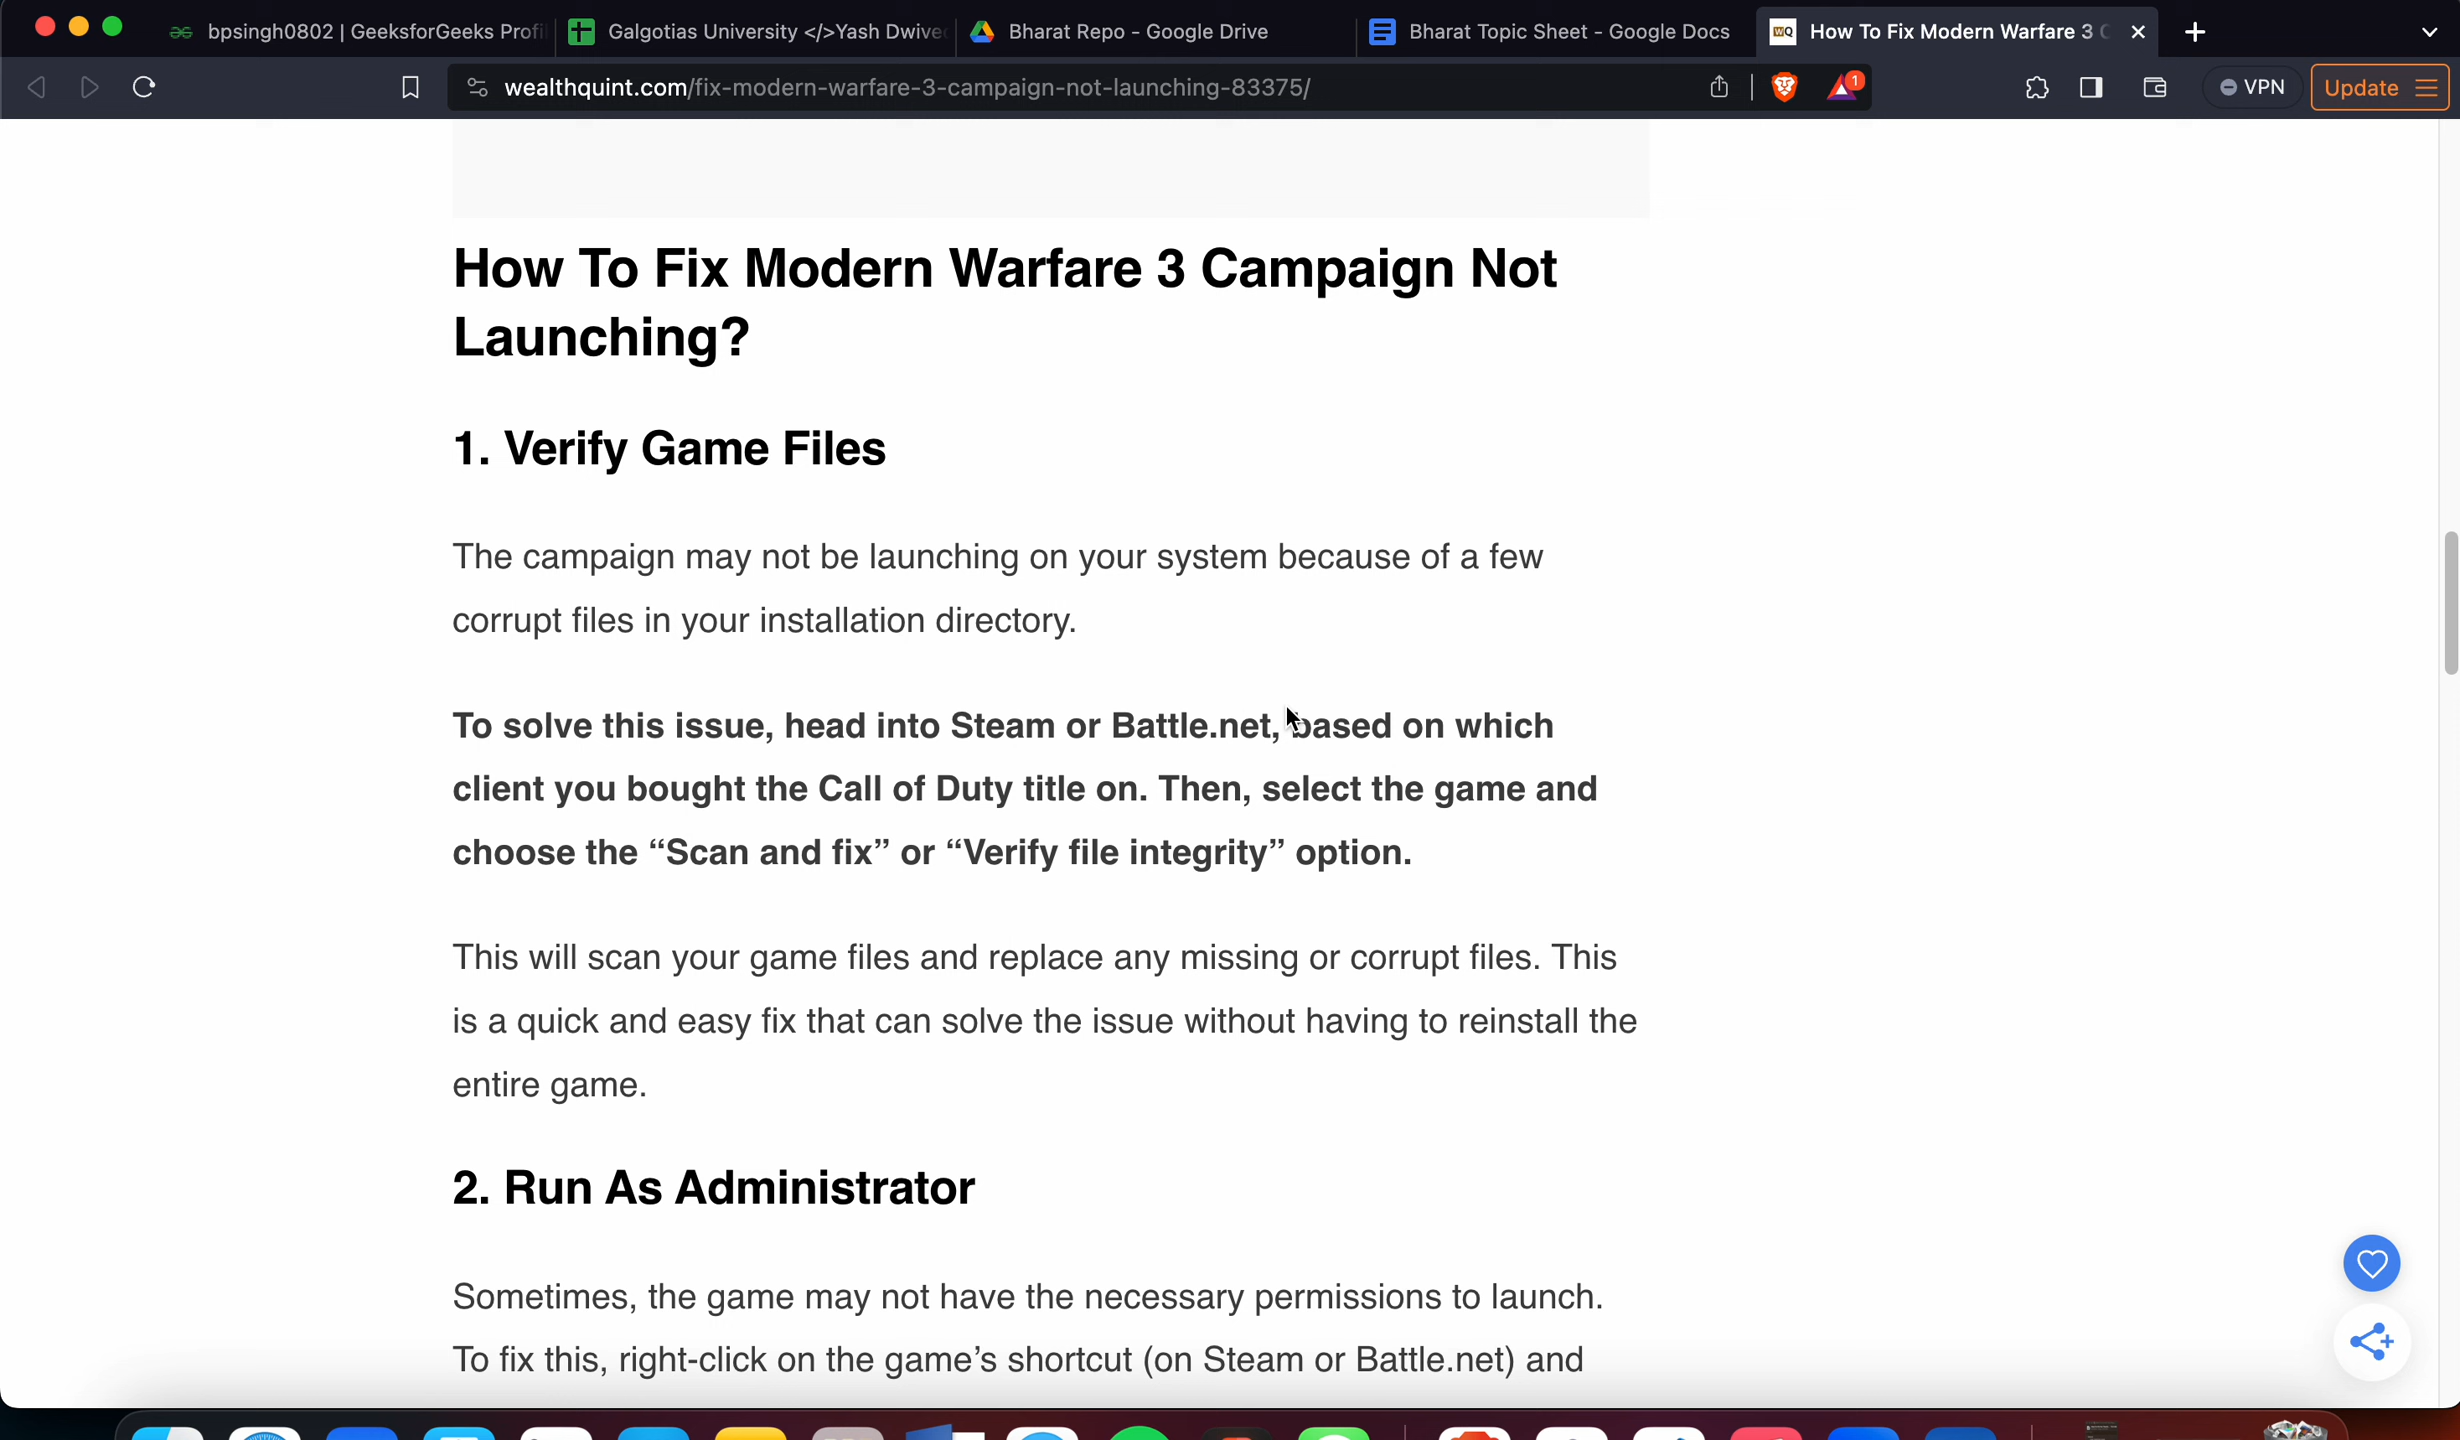 bpsingh0802 | GeeksforGeeks Profi
Galgotias University </>Yash Dwive
Bharat Repo - Google Drive
Bharat Topic Sheet - Google Docs
How To Fix Modern Warfare 3 C
wealthquint.com/fix-modern-warfare-3-campaign-not-launching-83375/
1
VPN
Update
How To Fix Modern Warfare 3 Campaign Not
Launching?
1. Verify Game Files
The campaign may not be launching on your system because of a few
corrupt files in your installation directory.
To solve this issue, head into Steam or Battle.net, based on which
client you bought the Call of Duty title on. Then, select the game and
choose the “Scan and fix” or “Verify file integrity” option.
This will scan your game files and replace any missing or corrupt files. This
is a quick and easy fix that can solve the issue without having to reinstall the
entire game.
2. Run As Administrator
Sometimes, the game may not have the necessary permissions to launch.
To fix this, right-click on the game’s shortcut (on Steam or Battle.net) and